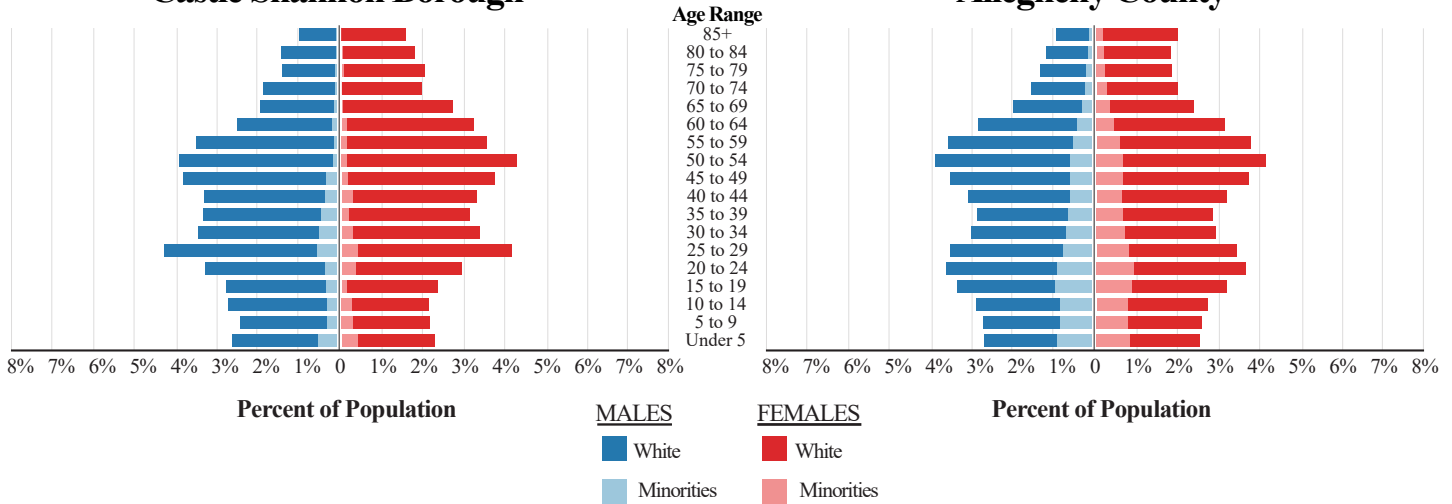 Castle Shannon Borough
Allegheny County
Age Range
85+
80 to 84
75 to 79
70 to 74
65 to 69
60 to 64
55 to 59
50 to 54
45 to 49
40 to 44
35 to 39
30 to 34
25 to 29
20 to 24
15 to 19
10 to 14
5 to 9
Under 5
8% 7% 6% 5% 4% 3% 2% 1% 0 1% 2% 3% 4% 5% 6% 7% 8%
8% 7% 6% 5% 4% 3% 2% 1% 0 1% 2% 3% 4% 5% 6% 7% 8%
Percent of Population
Percent of Population
MALES
White
Minorities
FEMALES
White
Minorities